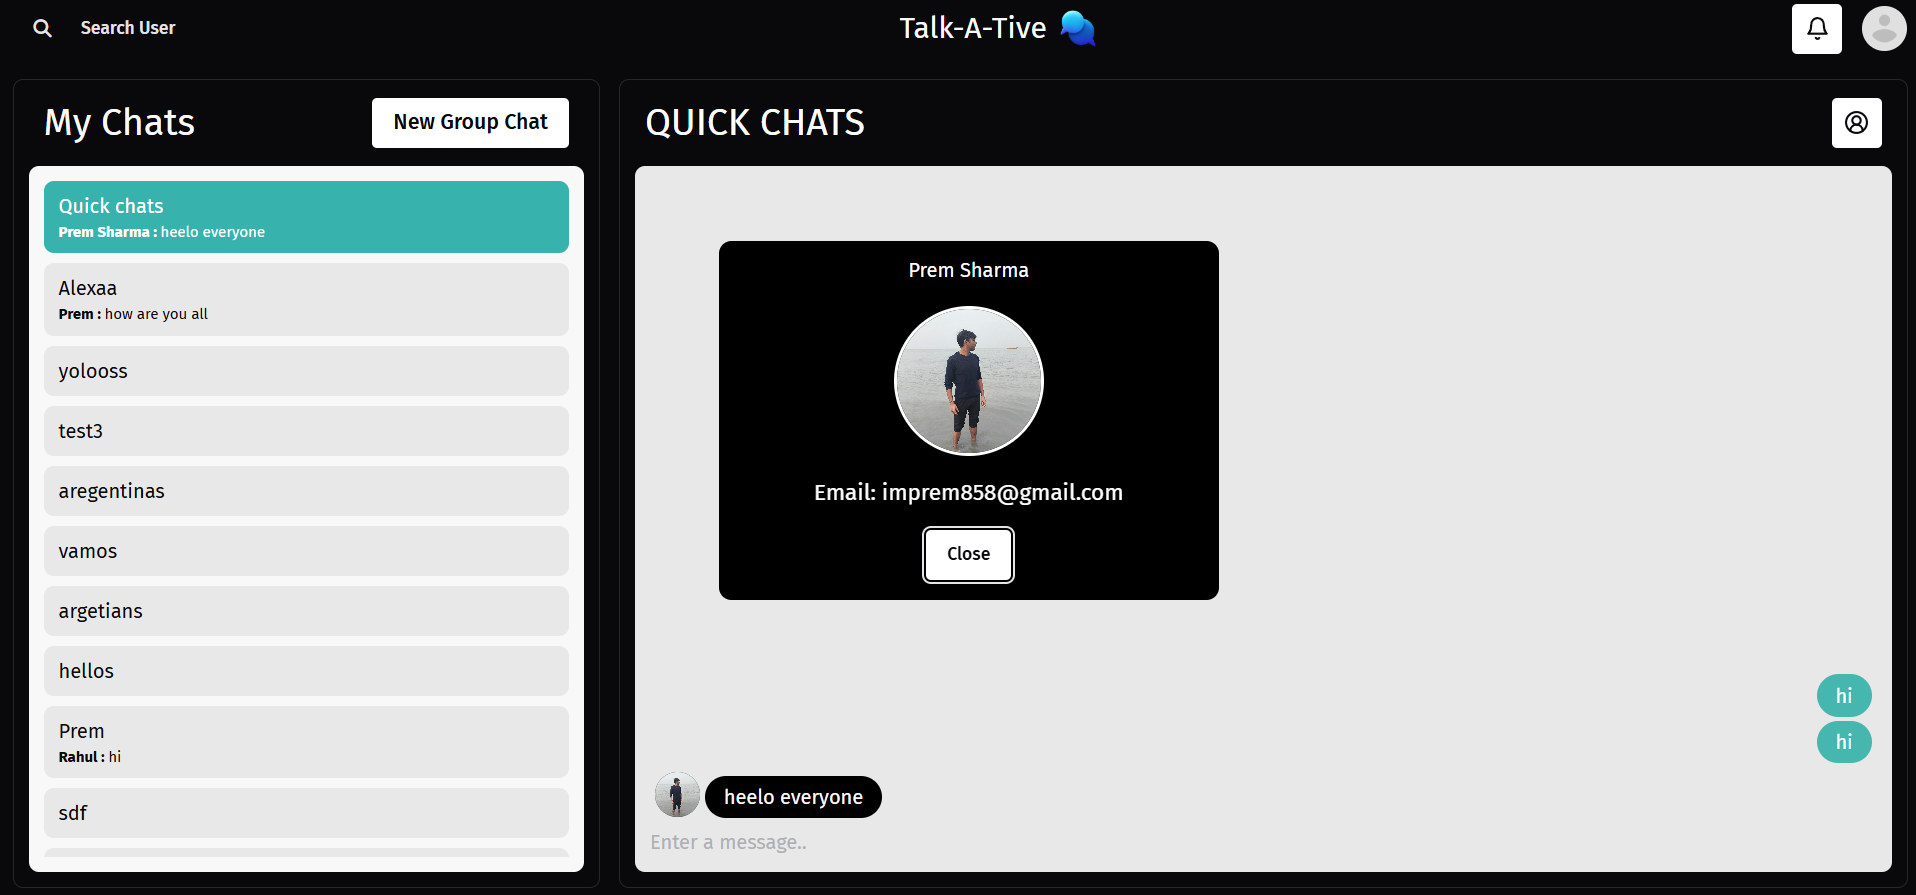 Search User
Talk-A-Tive
My Chats
New Group Chat
Quick chats
Prem Sharma : heelo everyone
Alexaa
Prem : how are you all
yolooss
test3
aregentinas
vamos
argetians
hellos
Prem
Rahul : hi
sdf
QUICK CHATS
Prem Sharma
Email: imprem858@gmail.com
Close
hi
hi
heelo everyone
Enter a message..